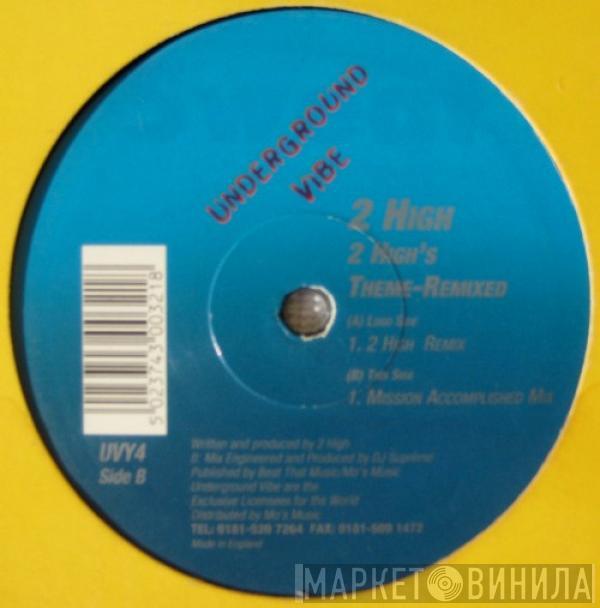 UNDERGROUND
VIBE
2 HIGH
2 HIGH'S
THEME-REMIXED
(A) LOGO SIDE
1. 2 HIGH REMIX
(B) THIS SIDE
1. MISSION ACCOMPLISHED MIX
5 023743 003218
UVY4
Side B
Written and produced by 2 High
B' Mix Engineered and Produced by DJ Supreme
Published by Beat That Music/Mo's Music
Underground Vibe are the
Exclusive Licensees for the World
Distributed by Mo's Music
TEL: 0181-520 7264 FAX: 0181-509 1472
Made in England
МАРКЕТ ВИНИЛА